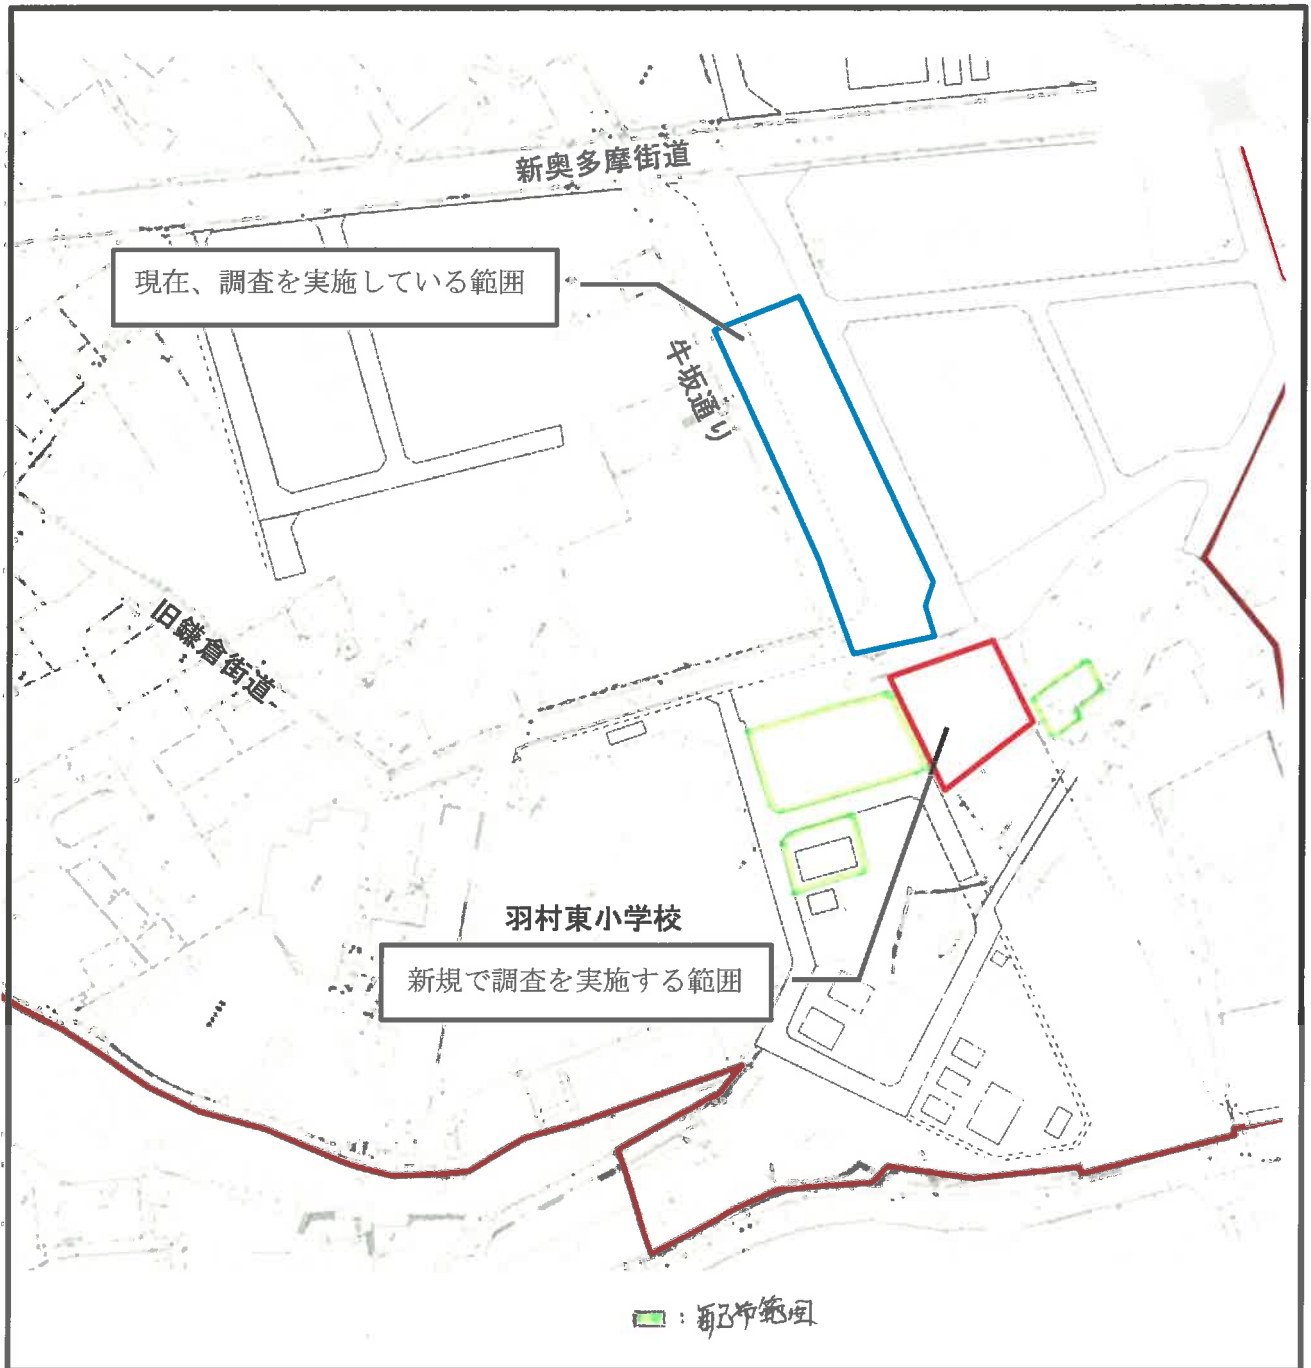 新奥多摩街道
現在、調査を実施している範囲
牛坂通り
旧鎌倉街道
羽村東小学校
新規で調査を実施する範囲
：配布範囲